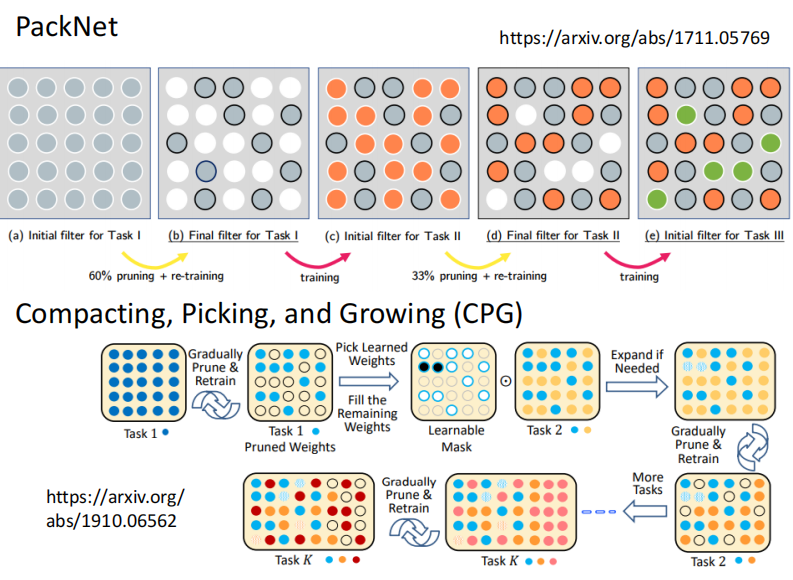 PackNet
https://arxiv.org/abs/1711.05769
(a) Initial filter for Task I
(b) Final filter for Task I
(c) Initial filter for Task II
(d) Final filter for Task II
(e) Initial filter for Task III
60% pruning + re-training
training
33% pruning + re-training
training
Compacting, Picking, and Growing (CPG)
Gradually
Prune &
Retrain
Pick Learned
Weights
Fill the
Remaining
Weights
Expand if
Needed
Task 1
Task 1
Pruned Weights
Learnable
Mask
Task 2
Gradually
Prune &
Retrain
https://arxiv.org/
abs/1910.06562
Gradually
Prune &
Retrain
More
Tasks
Task K
Task K
Task 2